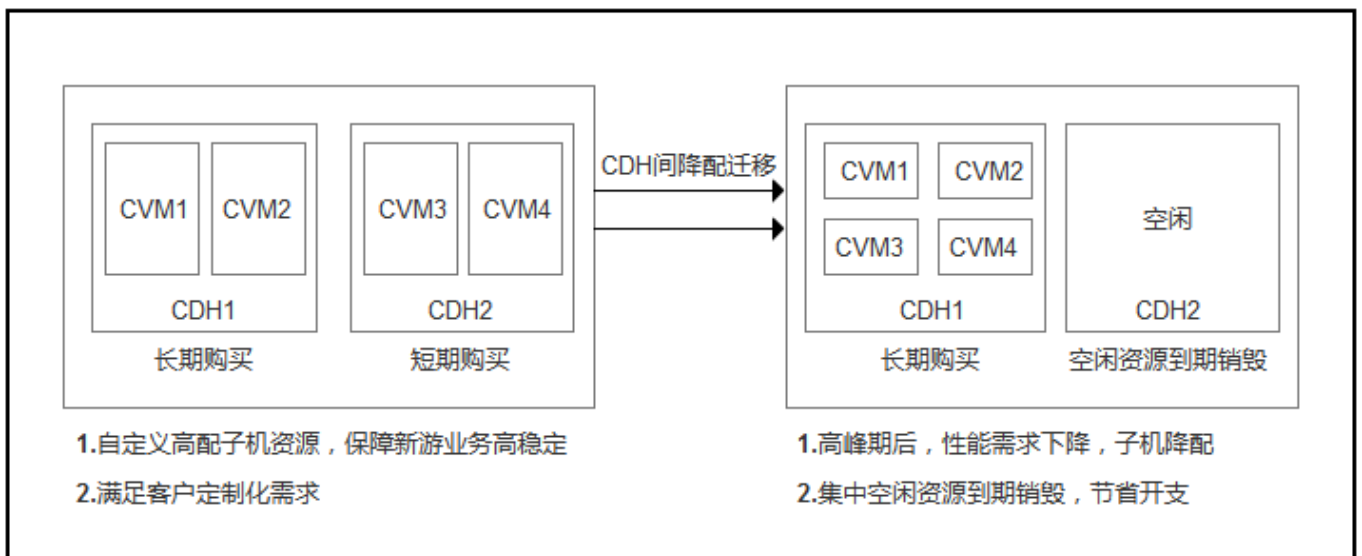 CVM1
CVM2
CDH1
长期购买
CVM3
CVM4
CDH2
短期购买
1.自定义高配子机资源，保障新游业务高稳定
2.满足客户定制化需求
CDH间降配迁移
CVM1
CVM2
CVM3
CVM4
CDH1
长期购买
空闲
CDH2
空闲资源到期销毁
1.高峰期后，性能需求下降，子机降配
2.集中空闲资源到期销毁，节省开支